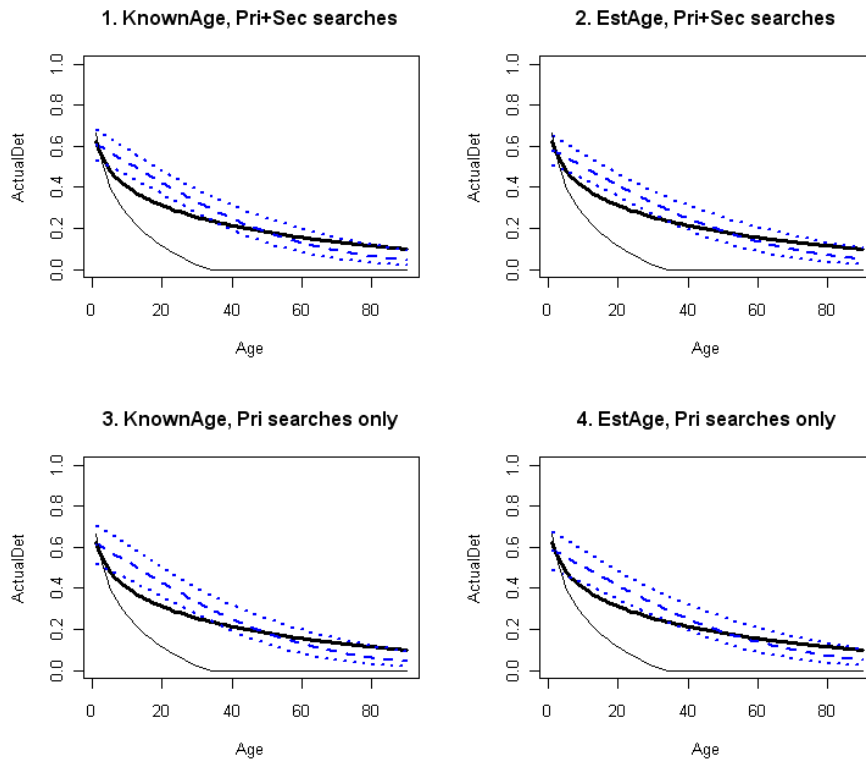 1. KnownAge, Pri+Sec searches
ActualDet
0.0 0.2 0.4 0.6 0.8 1.0
0 20 40 60 80
Age
2. EstAge, Pri+Sec searches
ActualDet
0.0 0.2 0.4 0.6 0.8 1.0
0 20 40 60 80
Age
3. KnownAge, Pri searches only
ActualDet
0.0 0.2 0.4 0.6 0.8 1.0
0 20 40 60 80
Age
4. EstAge, Pri searches only
ActualDet
0.0 0.2 0.4 0.6 0.8 1.0
0 20 40 60 80
Age